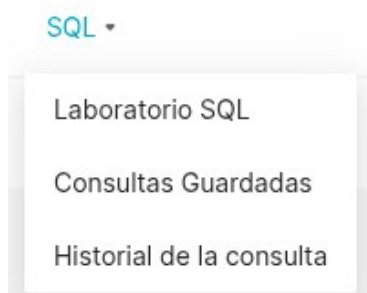 SQL
Laboratorio SQL
Consultas Guardadas
Historial de la consulta